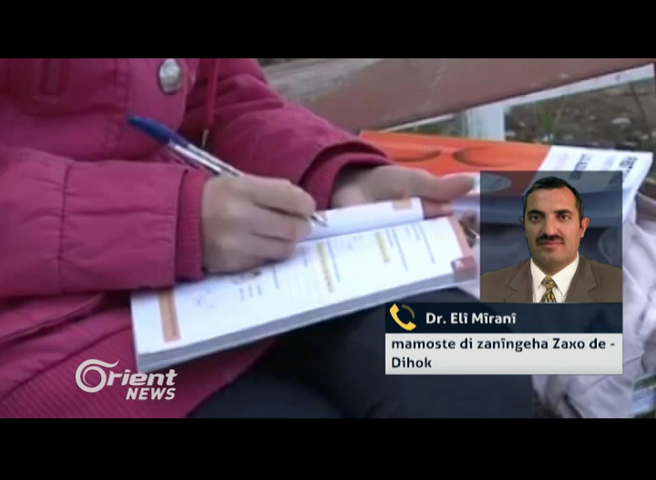 Dr. Elî Mîranî
mamoste di zanîngeha Zaxo de -
Dihok
Orient
NEWS